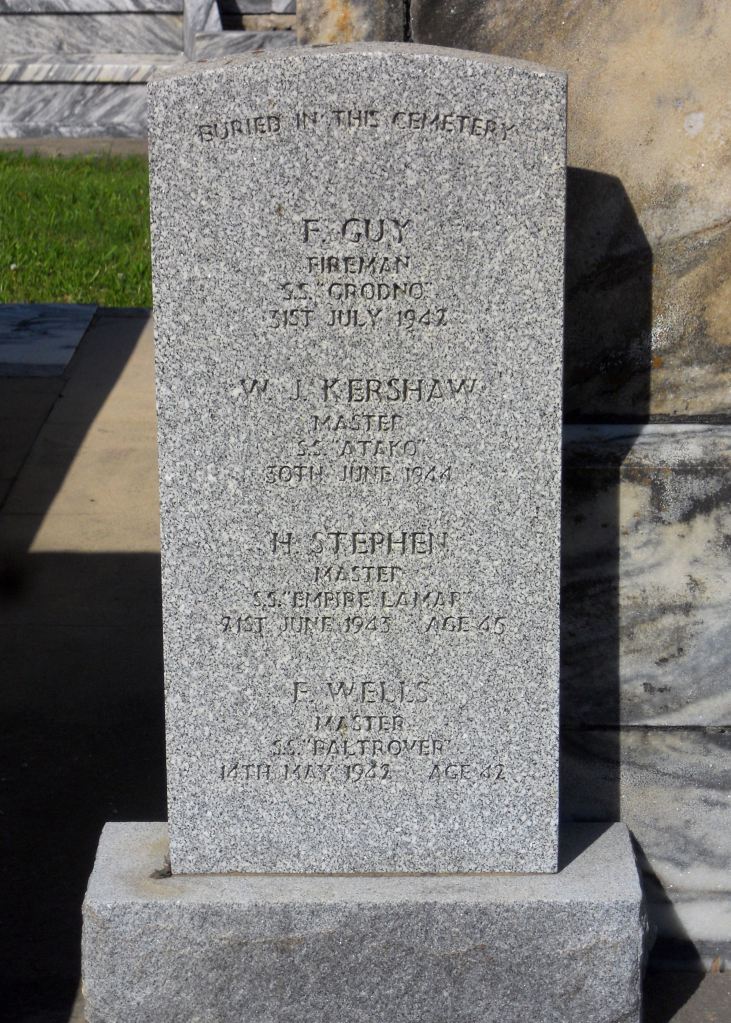 BURIED IN THIS CEMETERY
F. GUY
FIREMAN
S.S. "GRODNO"
31ST JULY 1942
W. J. KERSHAW
MASTER
S.S. "ATAKO"
30TH JUNE 1944
H. STEPHEN
MASTER
S.S. "EMPIRE LAMAR"
21ST JUNE 1943 AGE 45
F. WELLS
MASTER
S.S. "BALTROVER"
14TH MAY 1942 AGE 42